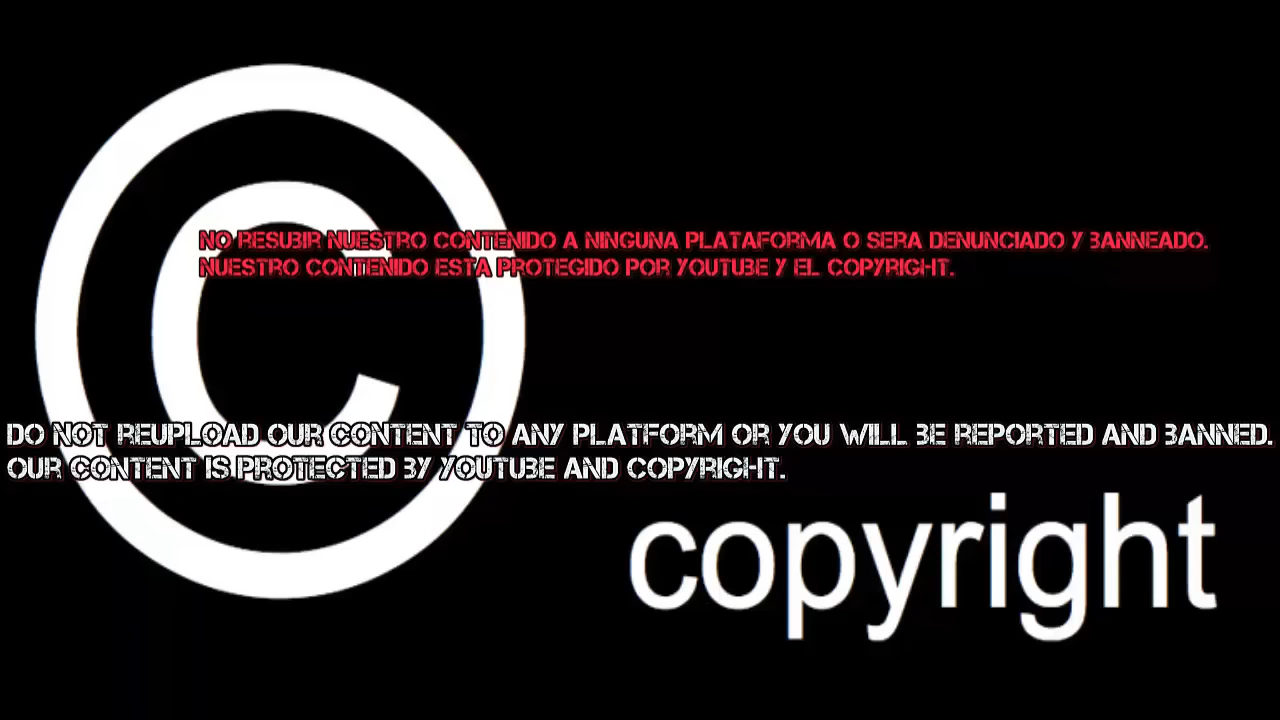 ©
NO RESUBIR NUESTRO CONTENIDO A NINGUNA PLATAFORMA O SERA DENUNCIADO Y BANNEADO.
NUESTRO CONTENIDO ESTA PROTEGIDO POR YOUTUBE Y EL COPYRIGHT.
DO NOT REUPLOAD OUR CONTENT TO ANY PLATFORM OR YOU WILL BE REPORTED AND BANNED.
OUR CONTENT IS PROTECTED BY YOUTUBE AND COPYRIGHT.
copyright